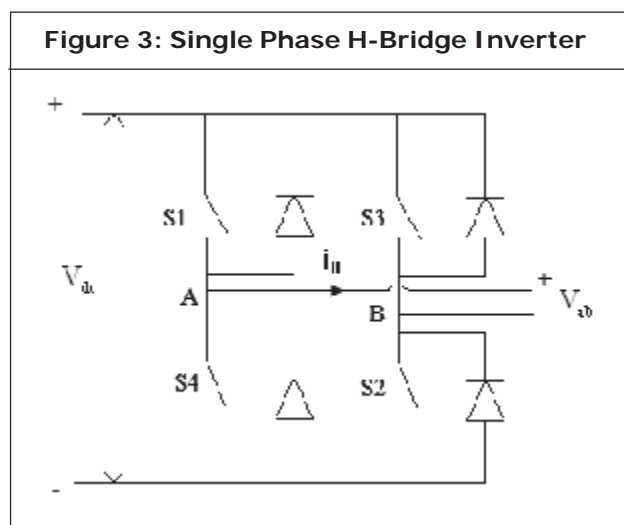 Figure 3: Single Phase H-Bridge Inverter
+
S1
S3
A
B
+
S4
S2
-